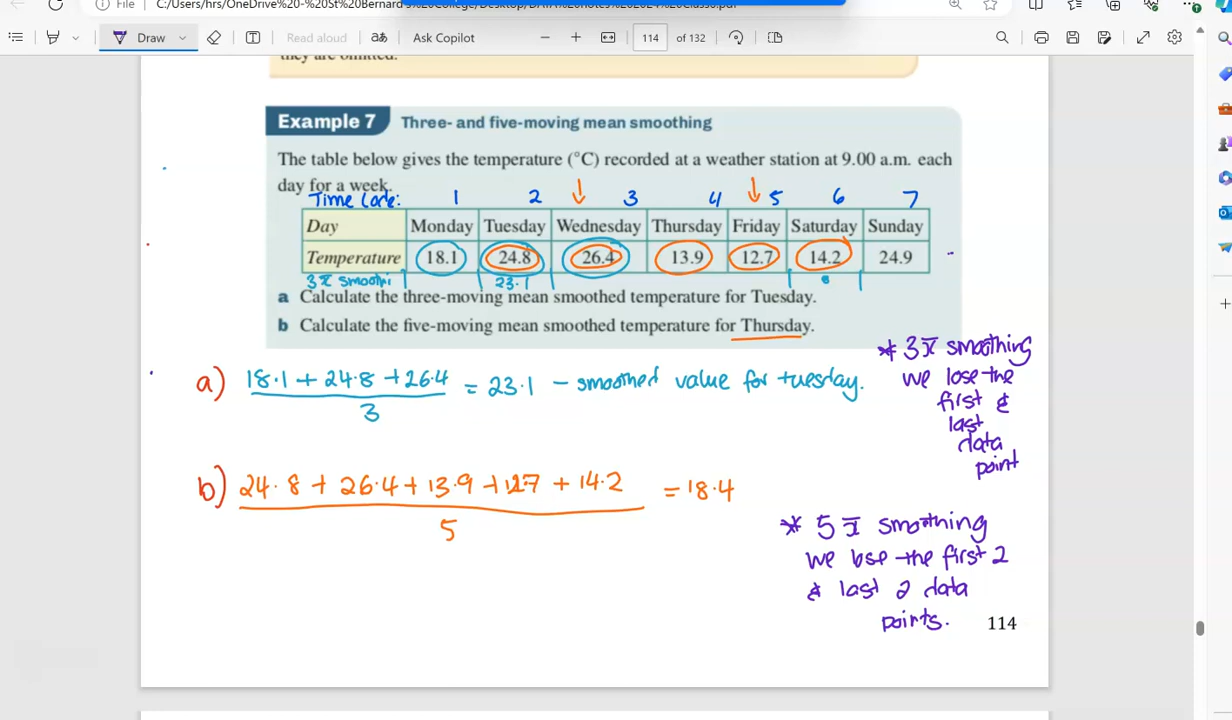 File
C:/Users/hrs/OneDrive - St Bernard
114 of 132
Draw
Read aloud
Ask Copilot
they are omitted.
Example 7 Three- and five-moving mean smoothing
The table below gives the temperature (°C) recorded at a weather station at 9.00 a.m. each
day for a week.
Time Code: 1 2 3 4 5 6 7
Day Monday Tuesday Wednesday Thursday Friday Saturday Sunday
Temperature 18.1 24.8 26.4 13.9 12.7 14.2 24.9
3x̄ smoothi 23.1
a Calculate the three-moving mean smoothed temperature for Tuesday.
b Calculate the five-moving mean smoothed temperature for Thursday.
a) 18.1 + 24.8 + 26.4 = 23.1 - smoothed value for tuesday.
3
* 3x̄ smoothing
we lose the
first &
last
data
point
b) 24.8 + 26.4 + 13.9 + 12.7 + 14.2 = 18.4
5
* 5 x̄ smoothing
we lose the first 2
& last 2 data
points.
114